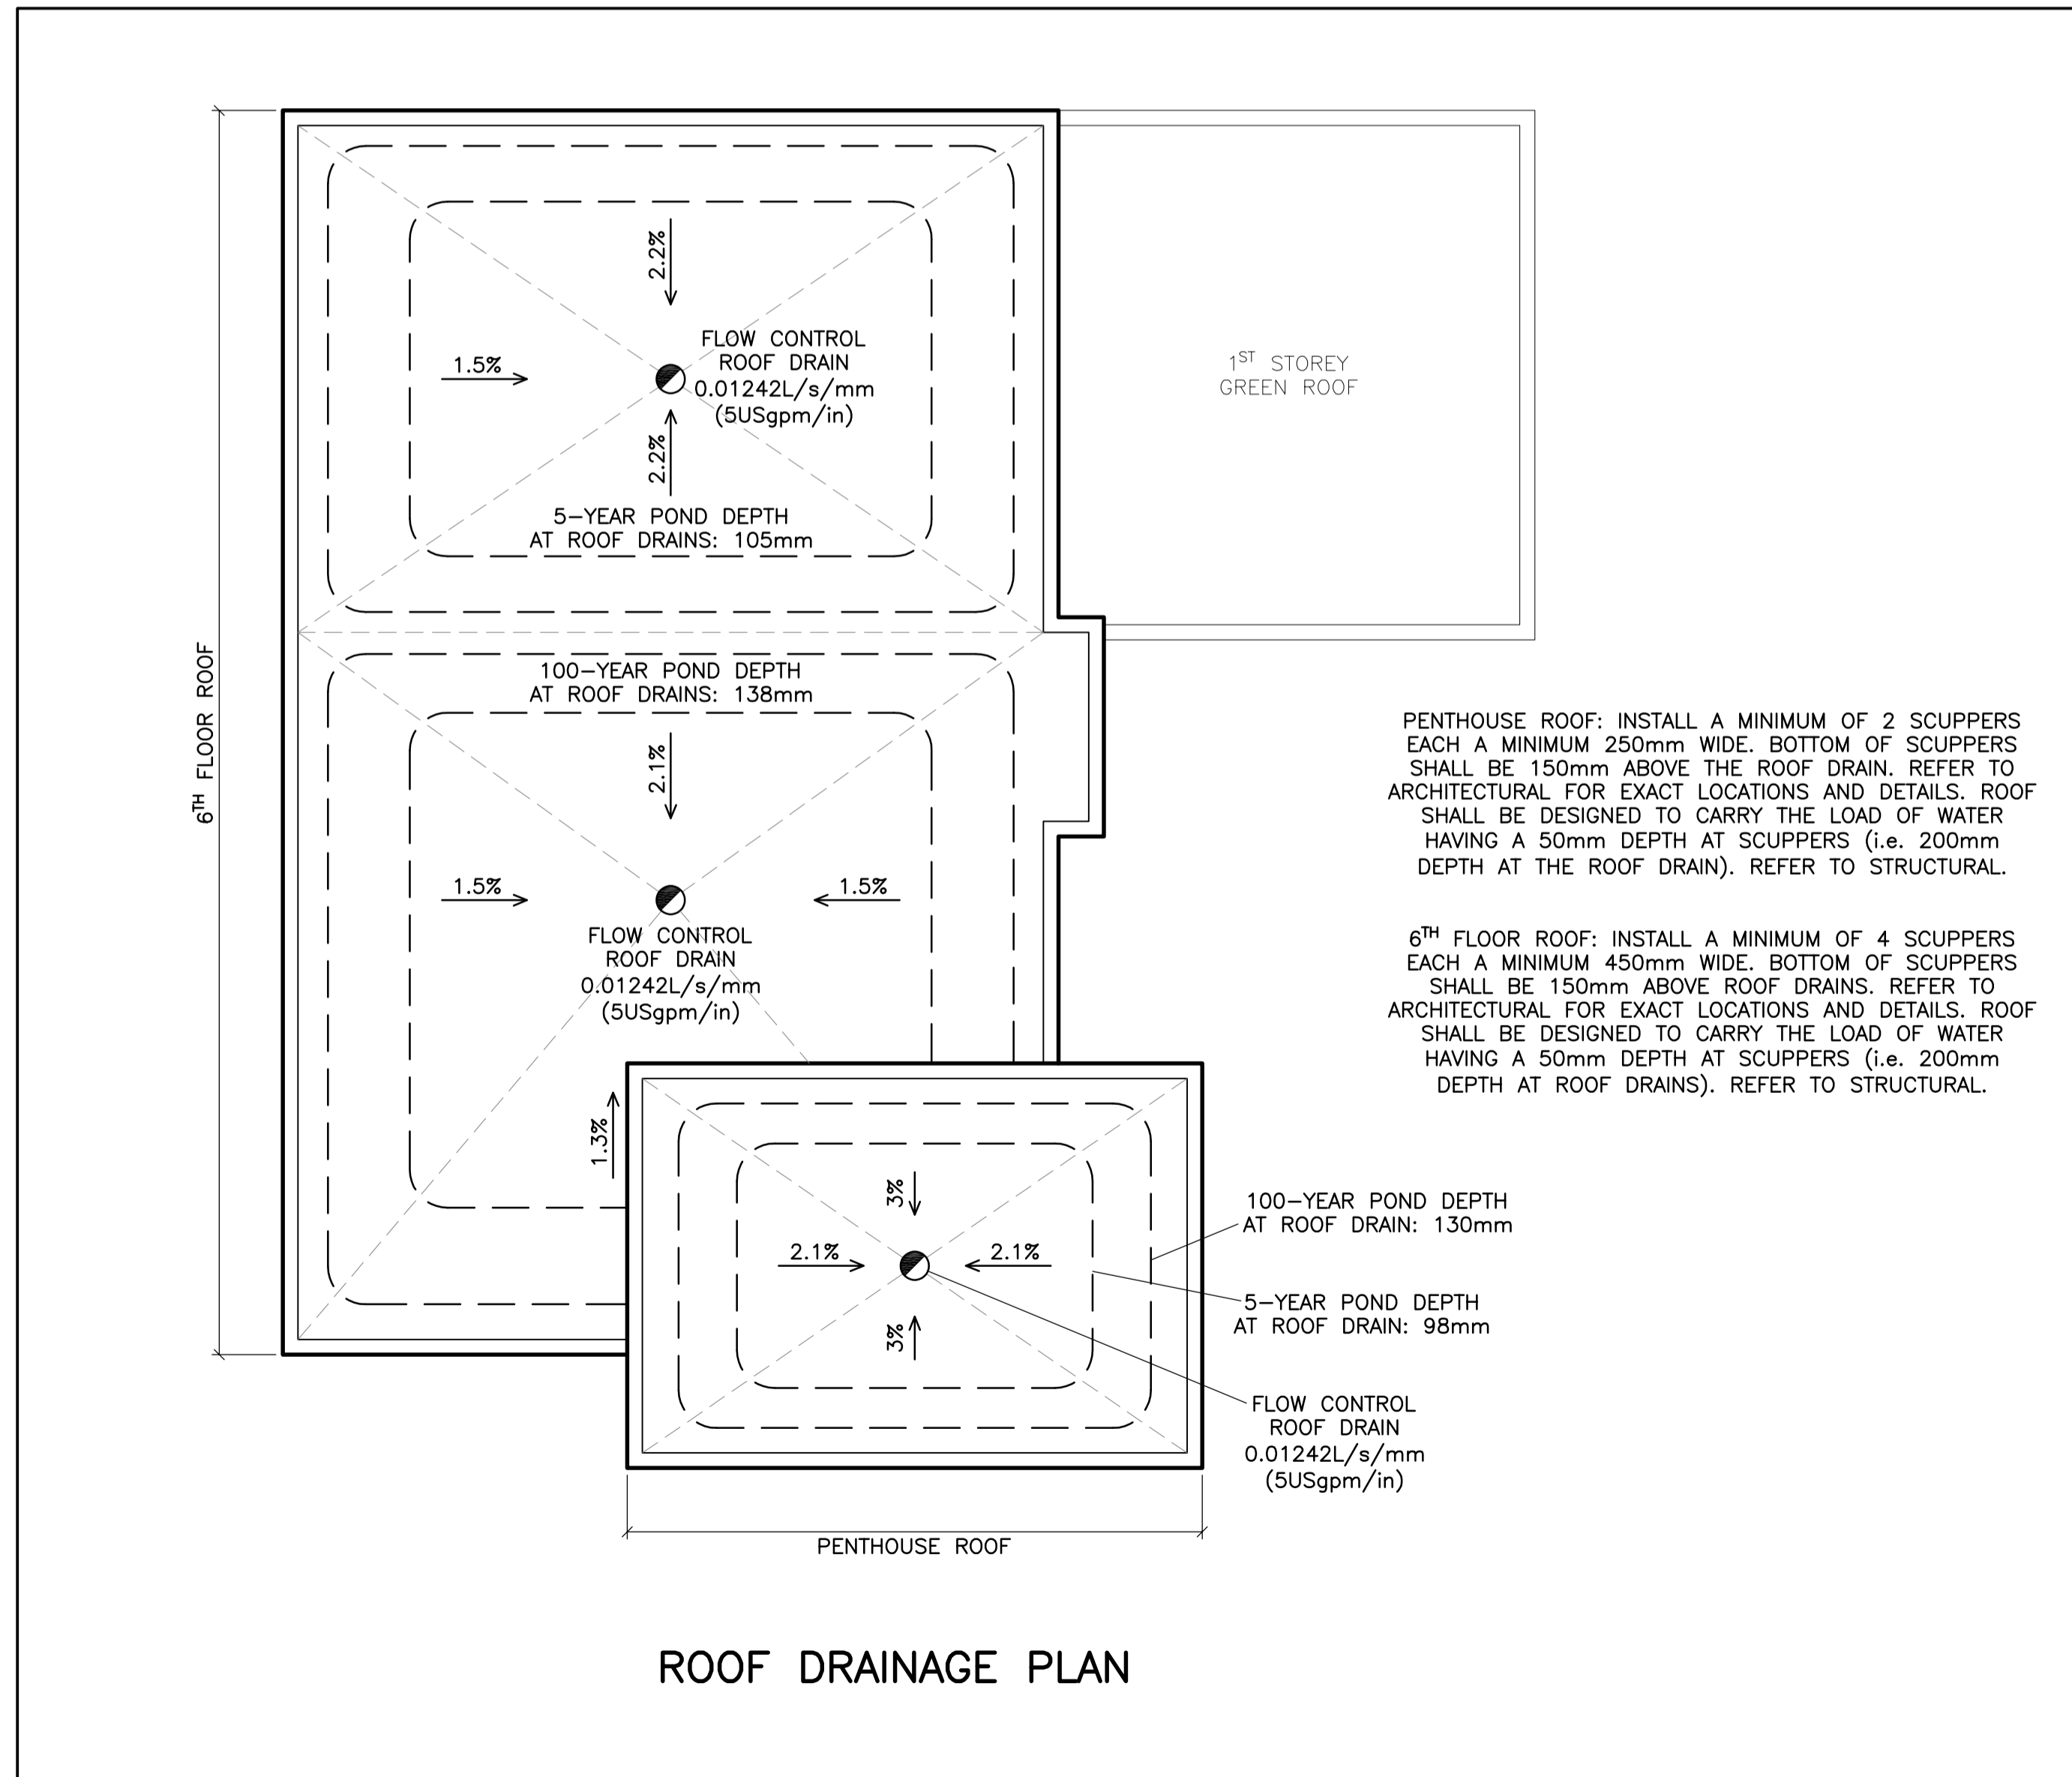 2.2%
FLOW CONTROL
ROOF DRAIN
0.01242L/s/mm
(5USgpm/in)
1.5%
2.2%
5-YEAR POND DEPTH
AT ROOF DRAINS: 105mm
1ST STOREY
GREEN ROOF
6TH FLOOR ROOF
100-YEAR POND DEPTH
AT ROOF DRAINS: 138mm
2.1%
1.5%
1.5%
FLOW CONTROL
ROOF DRAIN
0.01242L/s/mm
(5USgpm/in)
1.3%
PENTHOUSE ROOF: INSTALL A MINIMUM OF 2 SCUPPERS
EACH A MINIMUM 250mm WIDE. BOTTOM OF SCUPPERS
SHALL BE 150mm ABOVE THE ROOF DRAIN. REFER TO
ARCHITECTURAL FOR EXACT LOCATIONS AND DETAILS. ROOF
SHALL BE DESIGNED TO CARRY THE LOAD OF WATER
HAVING A 50mm DEPTH AT SCUPPERS (i.e. 200mm
DEPTH AT THE ROOF DRAIN). REFER TO STRUCTURAL.
6TH FLOOR ROOF: INSTALL A MINIMUM OF 4 SCUPPERS
EACH A MINIMUM 450mm WIDE. BOTTOM OF SCUPPERS
SHALL BE 150mm ABOVE ROOF DRAINS. REFER TO
ARCHITECTURAL FOR EXACT LOCATIONS AND DETAILS. ROOF
SHALL BE DESIGNED TO CARRY THE LOAD OF WATER
HAVING A 50mm DEPTH AT SCUPPERS (i.e. 200mm
DEPTH AT ROOF DRAINS). REFER TO STRUCTURAL.
3%
2.1%
2.1%
3%
100-YEAR POND DEPTH
AT ROOF DRAIN: 130mm
5-YEAR POND DEPTH
AT ROOF DRAIN: 98mm
FLOW CONTROL
ROOF DRAIN
0.01242L/s/mm
(5USgpm/in)
PENTHOUSE ROOF
ROOF DRAINAGE PLAN